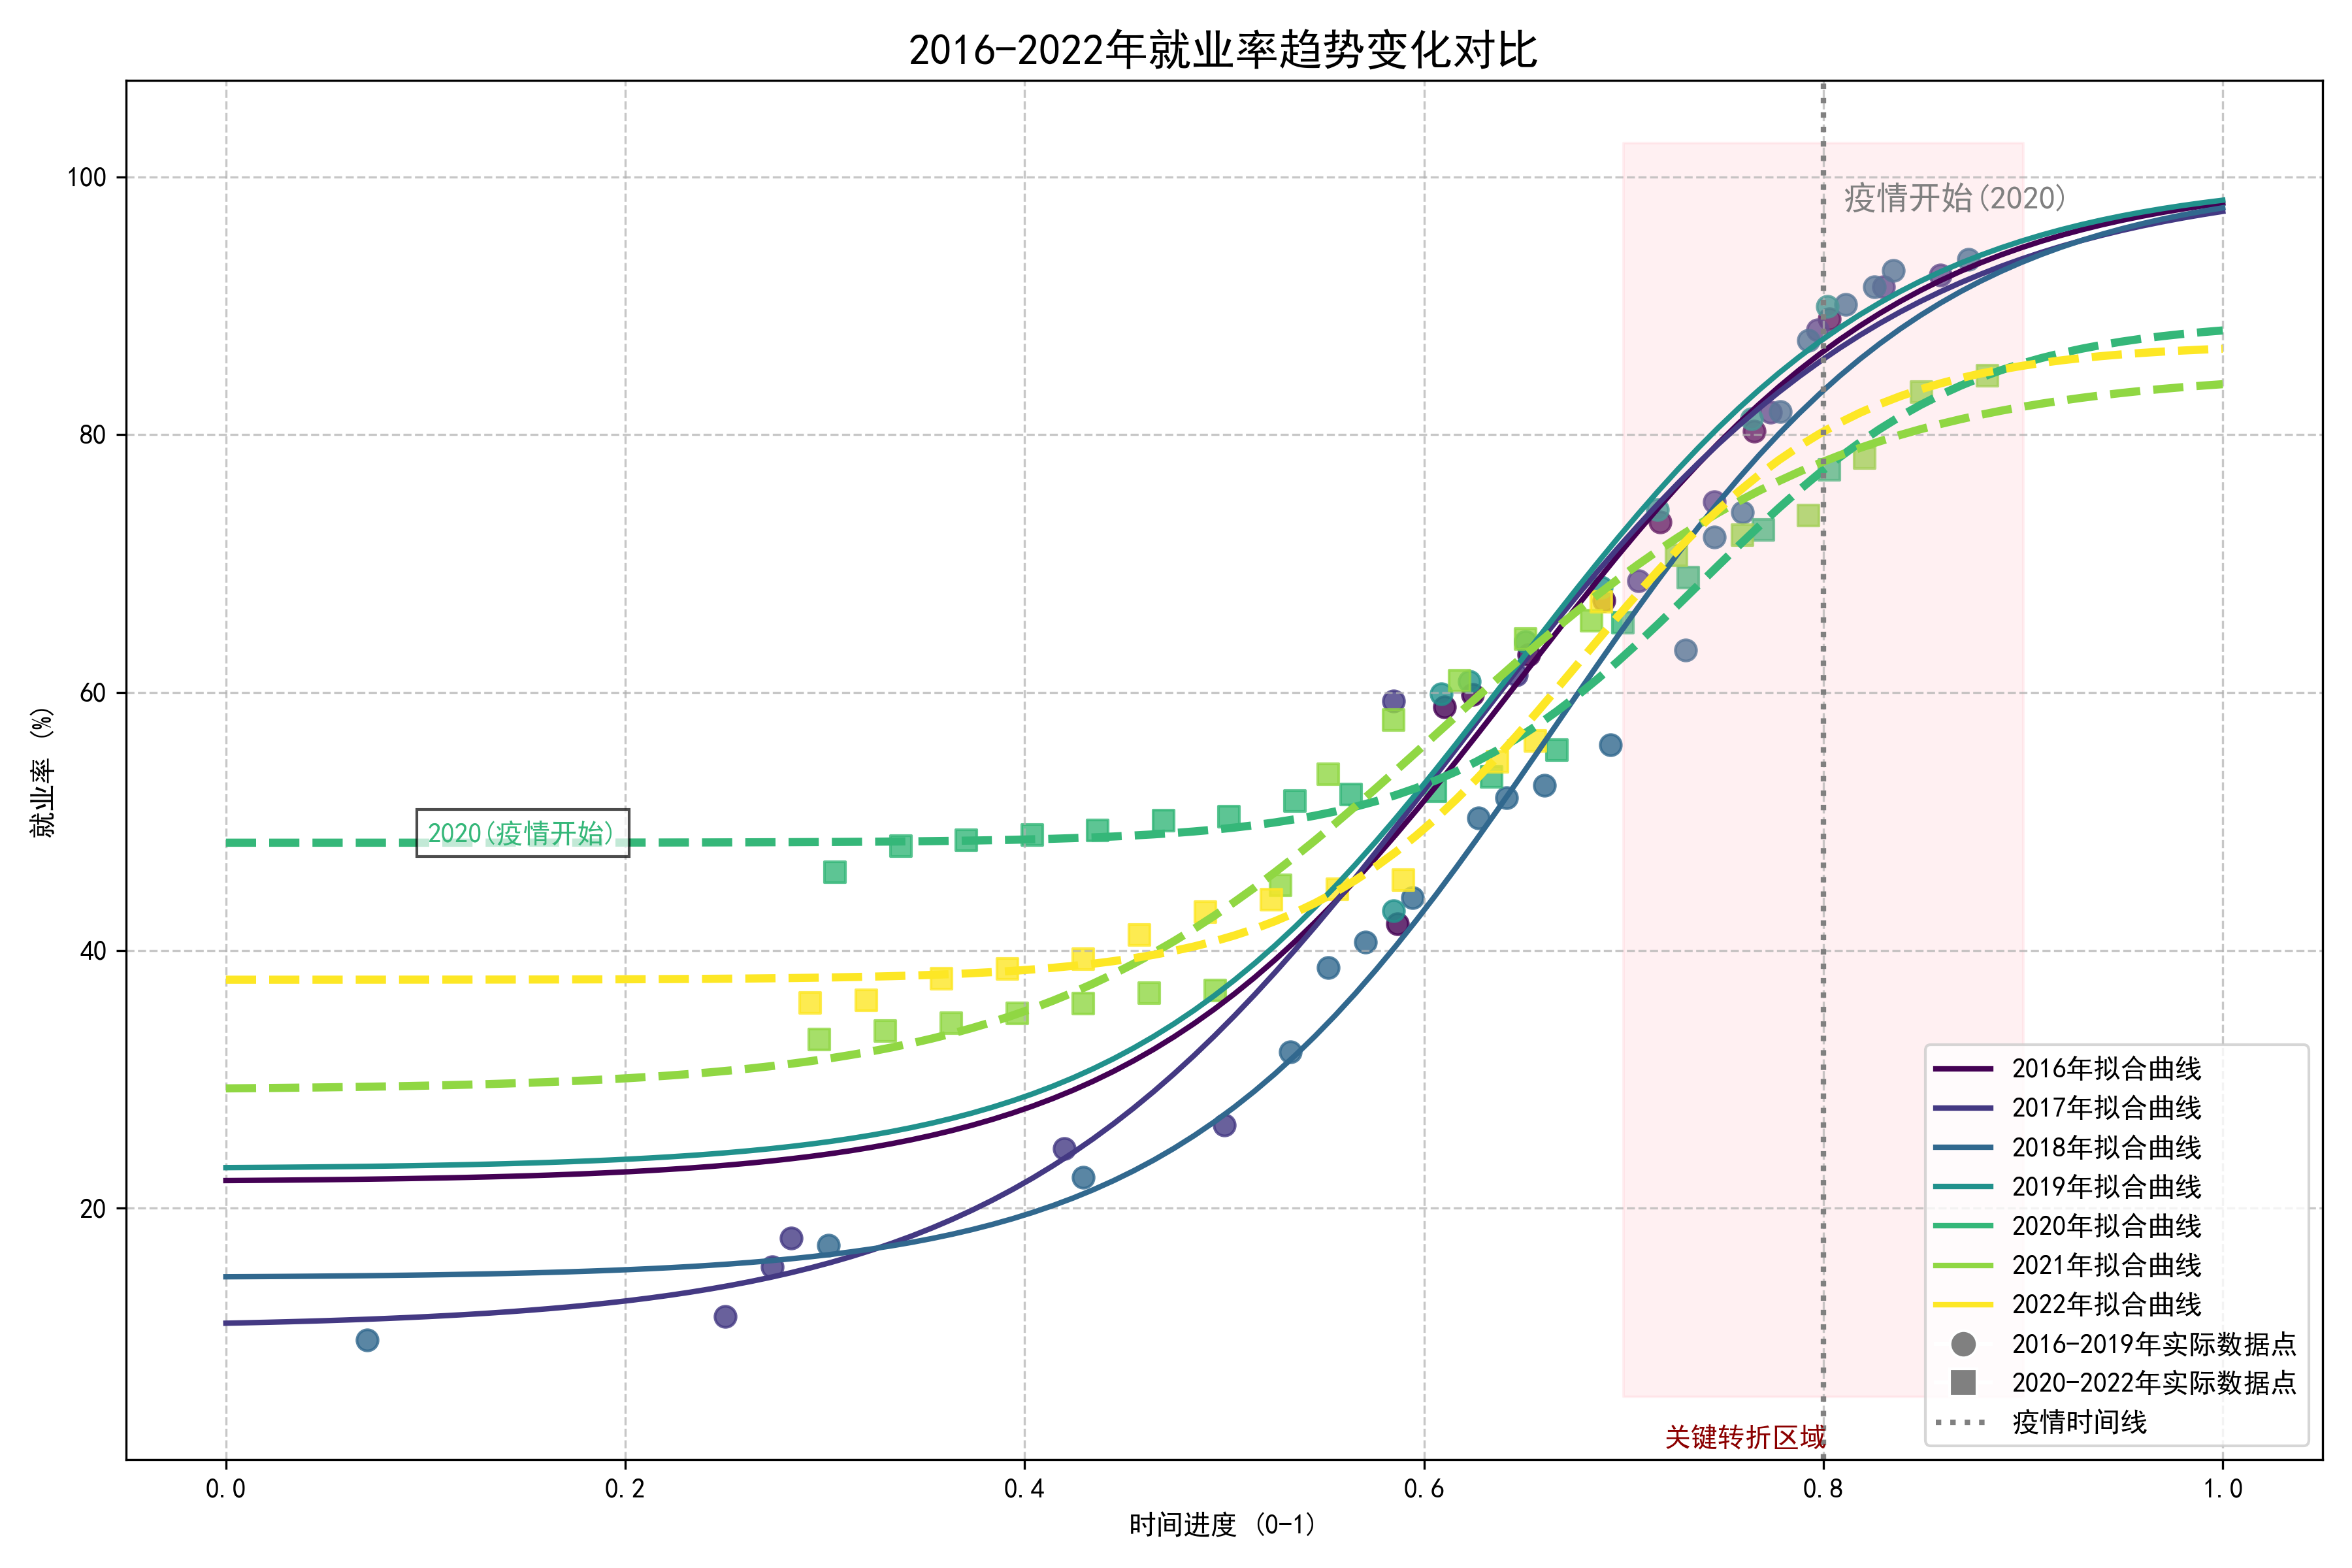 2016-2022年就业率趋势变化对比
100
80
60
40
20
就业率 (%)
疫情开始(2020)
2020(疫情开始)
关键转折区域
2016年拟合曲线
2017年拟合曲线
2018年拟合曲线
2019年拟合曲线
2020年拟合曲线
2021年拟合曲线
2022年拟合曲线
2016-2019年实际数据点
2020-2022年实际数据点
疫情时间线
0.0 0.2 0.4 0.6 0.8 1.0
时间进度 (0-1)